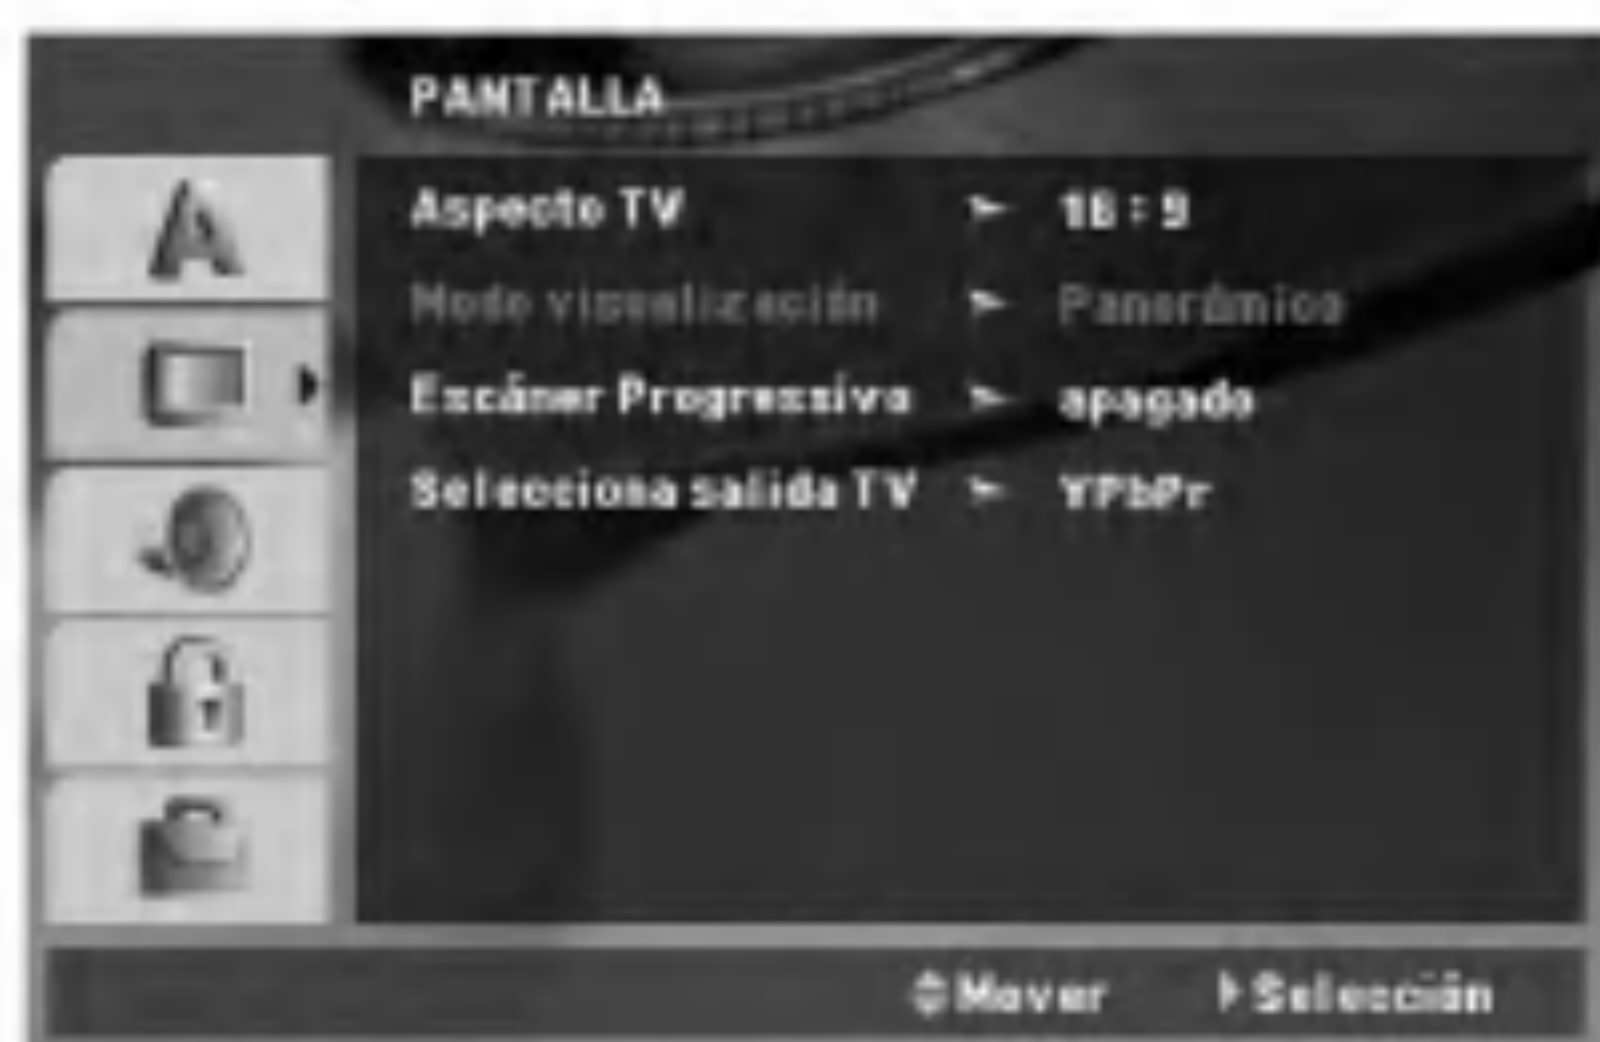 PANTALLA
Aspecto TV ► 16 : 9
Modo visualización ► Panorámico
Escáner Progressivo ► apagado
Selecciona salida TV ► YPbPr
Mover ► Selección